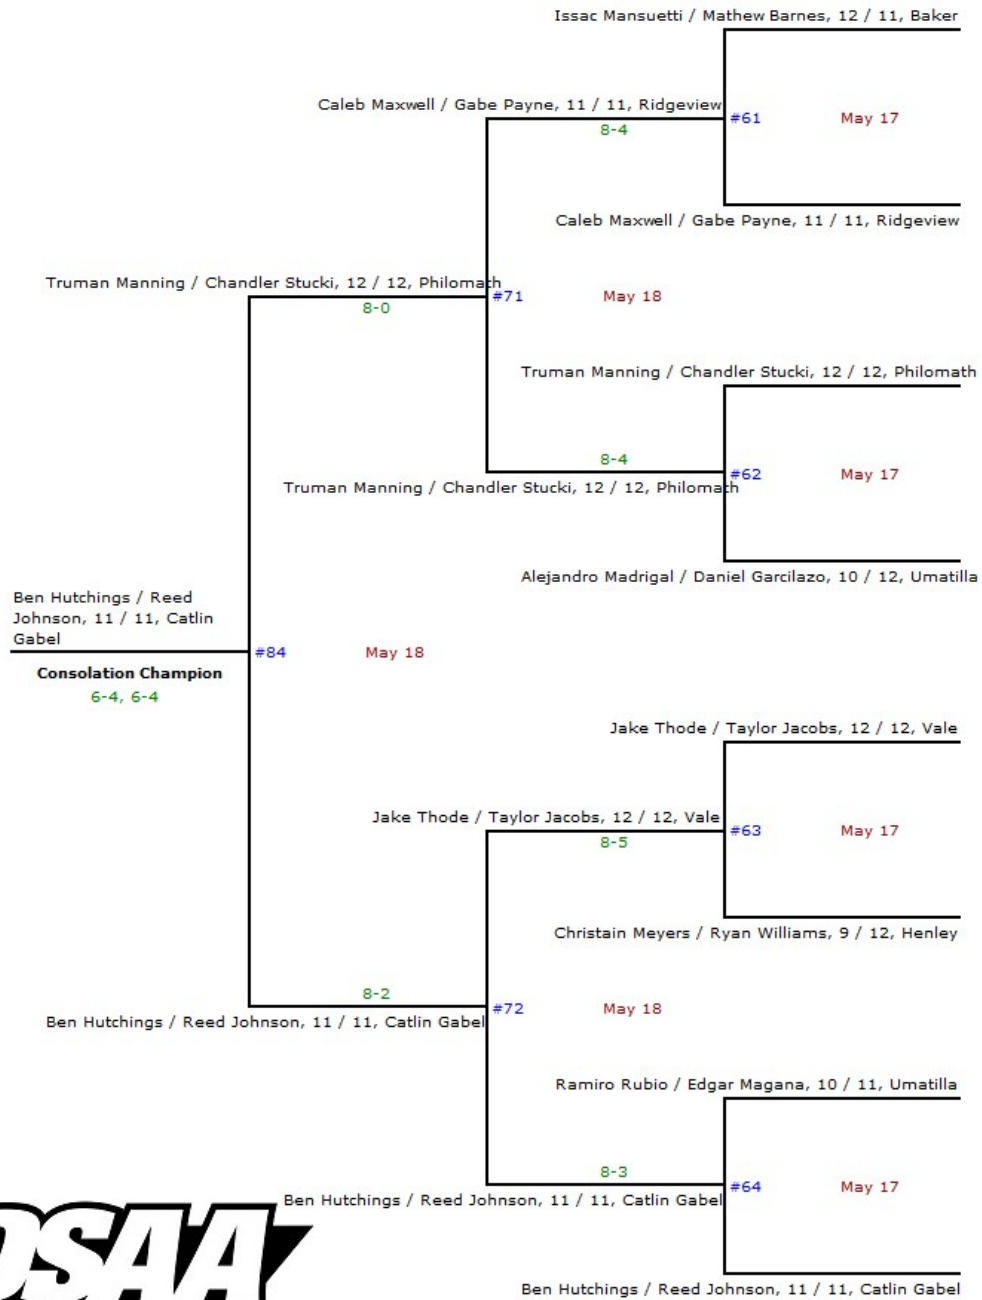 Issac Mansuetti / Mathew Barnes, 12 / 11, Baker
Caleb Maxwell / Gabe Payne, 11 / 11, Ridgeview
8-4
#61 May 17
Caleb Maxwell / Gabe Payne, 11 / 11, Ridgeview
Truman Manning / Chandler Stucki, 12 / 12, Philomath
8-0
#71 May 18
Truman Manning / Chandler Stucki, 12 / 12, Philomath
8-4
#62 May 17
Truman Manning / Chandler Stucki, 12 / 12, Philomath
Alejandro Madrigal / Daniel Garcilazo, 10 / 12, Umatilla
Ben Hutchings / Reed
Johnson, 11 / 11, Catlin
Gabel
#84 May 18
Consolation Champion
6-4, 6-4
Jake Thode / Taylor Jacobs, 12 / 12, Vale
Jake Thode / Taylor Jacobs, 12 / 12, Vale
8-5
#63 May 17
Christain Meyers / Ryan Williams, 9 / 12, Henley
8-2
#72 May 18
Ben Hutchings / Reed Johnson, 11 / 11, Catlin Gabel
Ramiro Rubio / Edgar Magana, 10 / 11, Umatilla
8-3
#64 May 17
Ben Hutchings / Reed Johnson, 11 / 11, Catlin Gabel
OSAA
Ben Hutchings / Reed Johnson, 11 / 11, Catlin Gabel